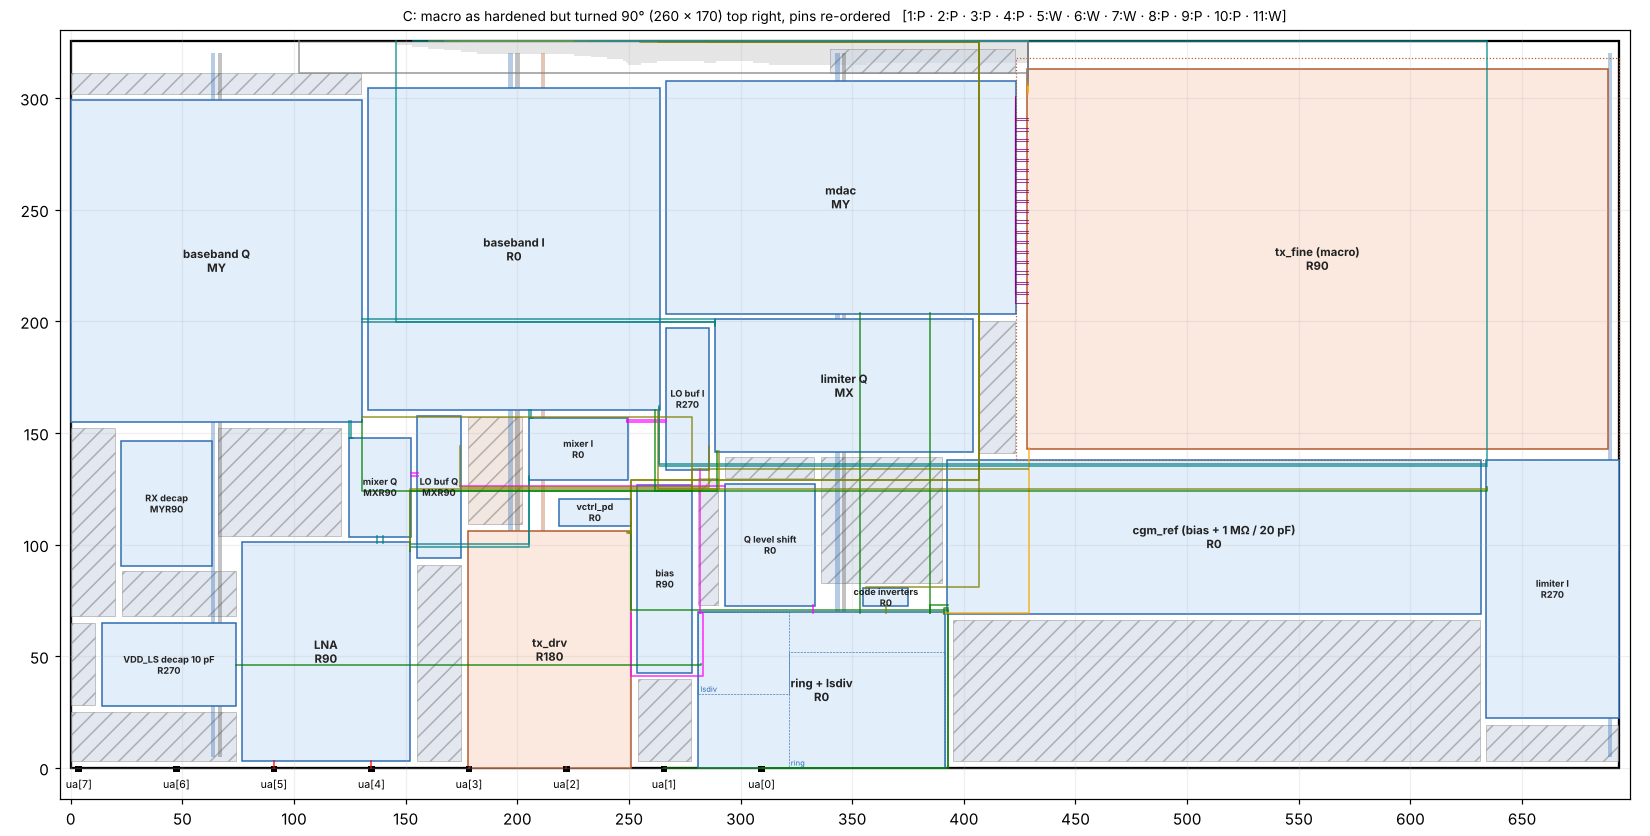 C: macro as hardened but turned 90° (260 × 170) top right, pins re-ordered   [1:P · 2:P · 3:P · 4:P · 5:W · 6:W · 7:W · 8:P · 9:P · 10:P · 11:W]
300
250
200
150
100
50
0
baseband Q
MY
baseband I
R0
mdac
MY
tx_fine (macro)
R90
limiter Q
MX
LO buf I
R270
mixer I
R0
mixer Q
MXR90
LO buf Q
MXR90
RX decap
MYR90
vctrl_pd
R0
Q level shift
R0
cgm_ref (bias + 1 MΩ / 20 pF)
R0
bias
R90
code inverters
R0
limiter I
R270
VDD_LS decap 10 pF
R270
LNA
R90
tx_drv
R180
lsdiv
ring + lsdiv
R0
ring
ua[7]
ua[6]
ua[5]
ua[4]
ua[3]
ua[2]
ua[1]
ua[0]
0
50
100
150
200
250
300
350
400
450
500
550
600
650